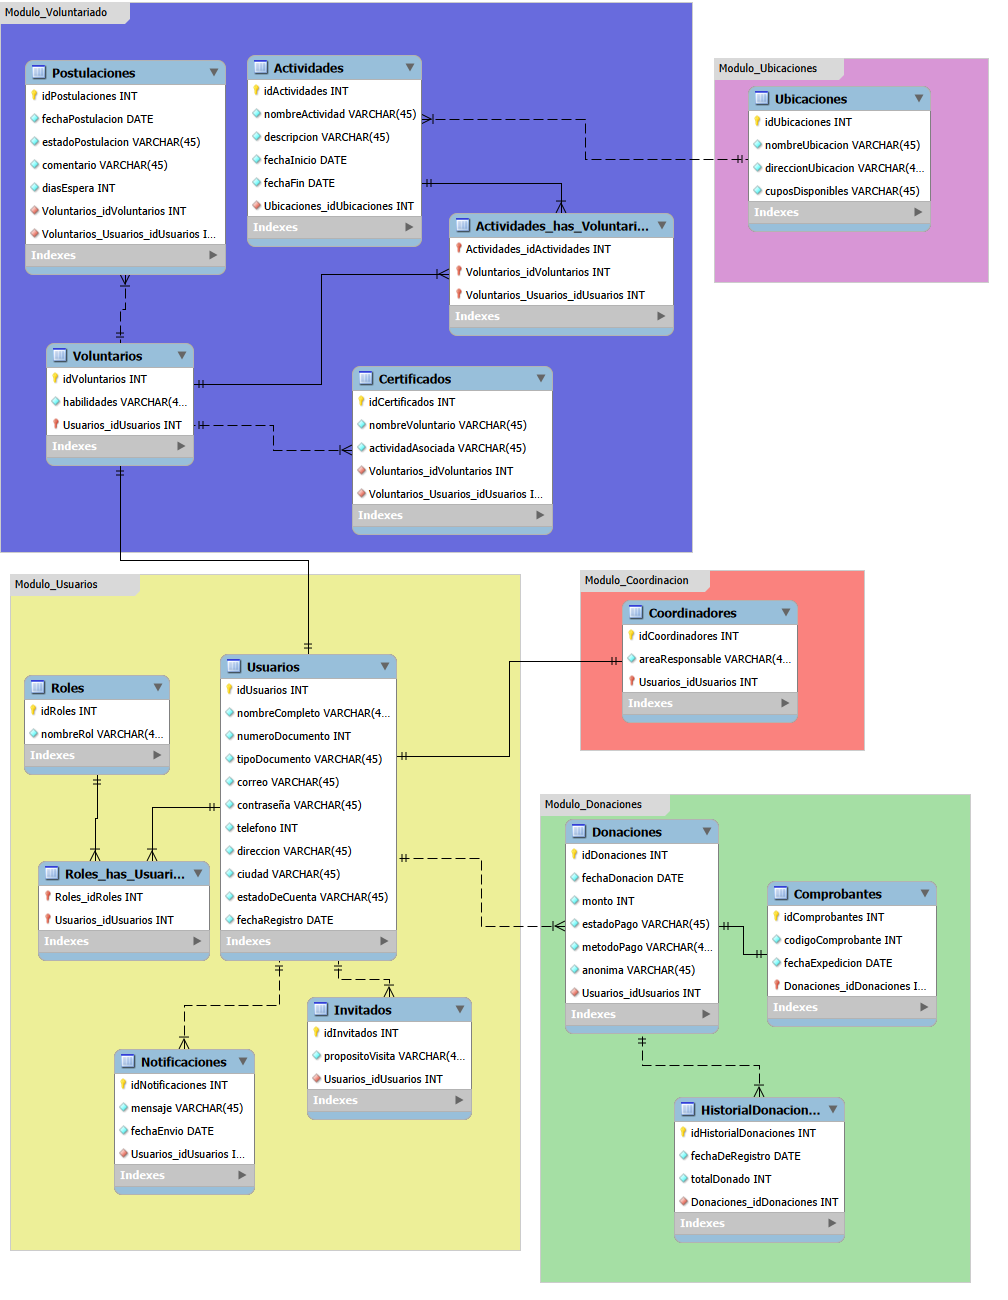 Modulo_Voluntariado
Postulaciones
idPostulaciones INT
fechaPostulacion DATE
estadoPostulacion VARCHAR(45)
comentario VARCHAR(45)
diasEspera INT
Voluntarios_idVoluntarios INT
Voluntarios_Usuarios_idUsuarios I...
Indexes
Actividades
idActividades INT
nombreActividad VARCHAR(45)
descripcion VARCHAR(45)
fechaInicio DATE
fechaFin DATE
Ubicaciones_idUbicaciones INT
Indexes
Actividades_has_Voluntari...
Actividades_idActividades INT
Voluntarios_idVoluntarios INT
Voluntarios_Usuarios_idUsuarios INT
Indexes
Voluntarios
idVoluntarios INT
habilidades VARCHAR(4...
Usuarios_idUsuarios INT
Indexes
Certificados
idCertificados INT
nombreVoluntario VARCHAR(45)
actividadAsociada VARCHAR(45)
Voluntarios_idVoluntarios INT
Voluntarios_Usuarios_idUsuarios I...
Indexes
Modulo_Ubicaciones
Ubicaciones
idUbicaciones INT
nombreUbicacion VARCHAR(45)
direccionUbicacion VARCHAR(4...
cuposDisponibles VARCHAR(45)
Indexes
Modulo_Usuarios
Roles
idRoles INT
nombreRol VARCHAR(4...
Indexes
Roles_has_Usuari...
Roles_idRoles INT
Usuarios_idUsuarios INT
Indexes
Usuarios
idUsuarios INT
nombreCompleto VARCHAR(4...
numeroDocumento INT
tipoDocumento VARCHAR(45)
correo VARCHAR(45)
contraseña VARCHAR(45)
telefono INT
direccion VARCHAR(45)
ciudad VARCHAR(45)
estadoDeCuenta VARCHAR(45)
fechaRegistro DATE
Indexes
Notificaciones
idNotificaciones INT
mensaje VARCHAR(45)
fechaEnvio DATE
Usuarios_idUsuarios I...
Indexes
Invitados
idInvitados INT
propositoVisita VARCHAR(4...
Usuarios_idUsuarios INT
Indexes
Modulo_Coordinacion
Coordinadores
idCoordinadores INT
areaResponsable VARCHAR(4...
Usuarios_idUsuarios INT
Indexes
Modulo_Donaciones
Donaciones
idDonaciones INT
fechaDonacion DATE
monto INT
estadoPago VARCHAR(45)
metodoPago VARCHAR(4...
anonima VARCHAR(45)
Usuarios_idUsuarios INT
Indexes
Comprobantes
idComprobantes INT
codigoComprobante INT
fechaExpedicion DATE
Donaciones_idDonaciones I...
Indexes
HistorialDonacion...
idHistorialDonaciones INT
fechaDeRegistro DATE
totalDonado INT
Donaciones_idDonaciones INT
Indexes